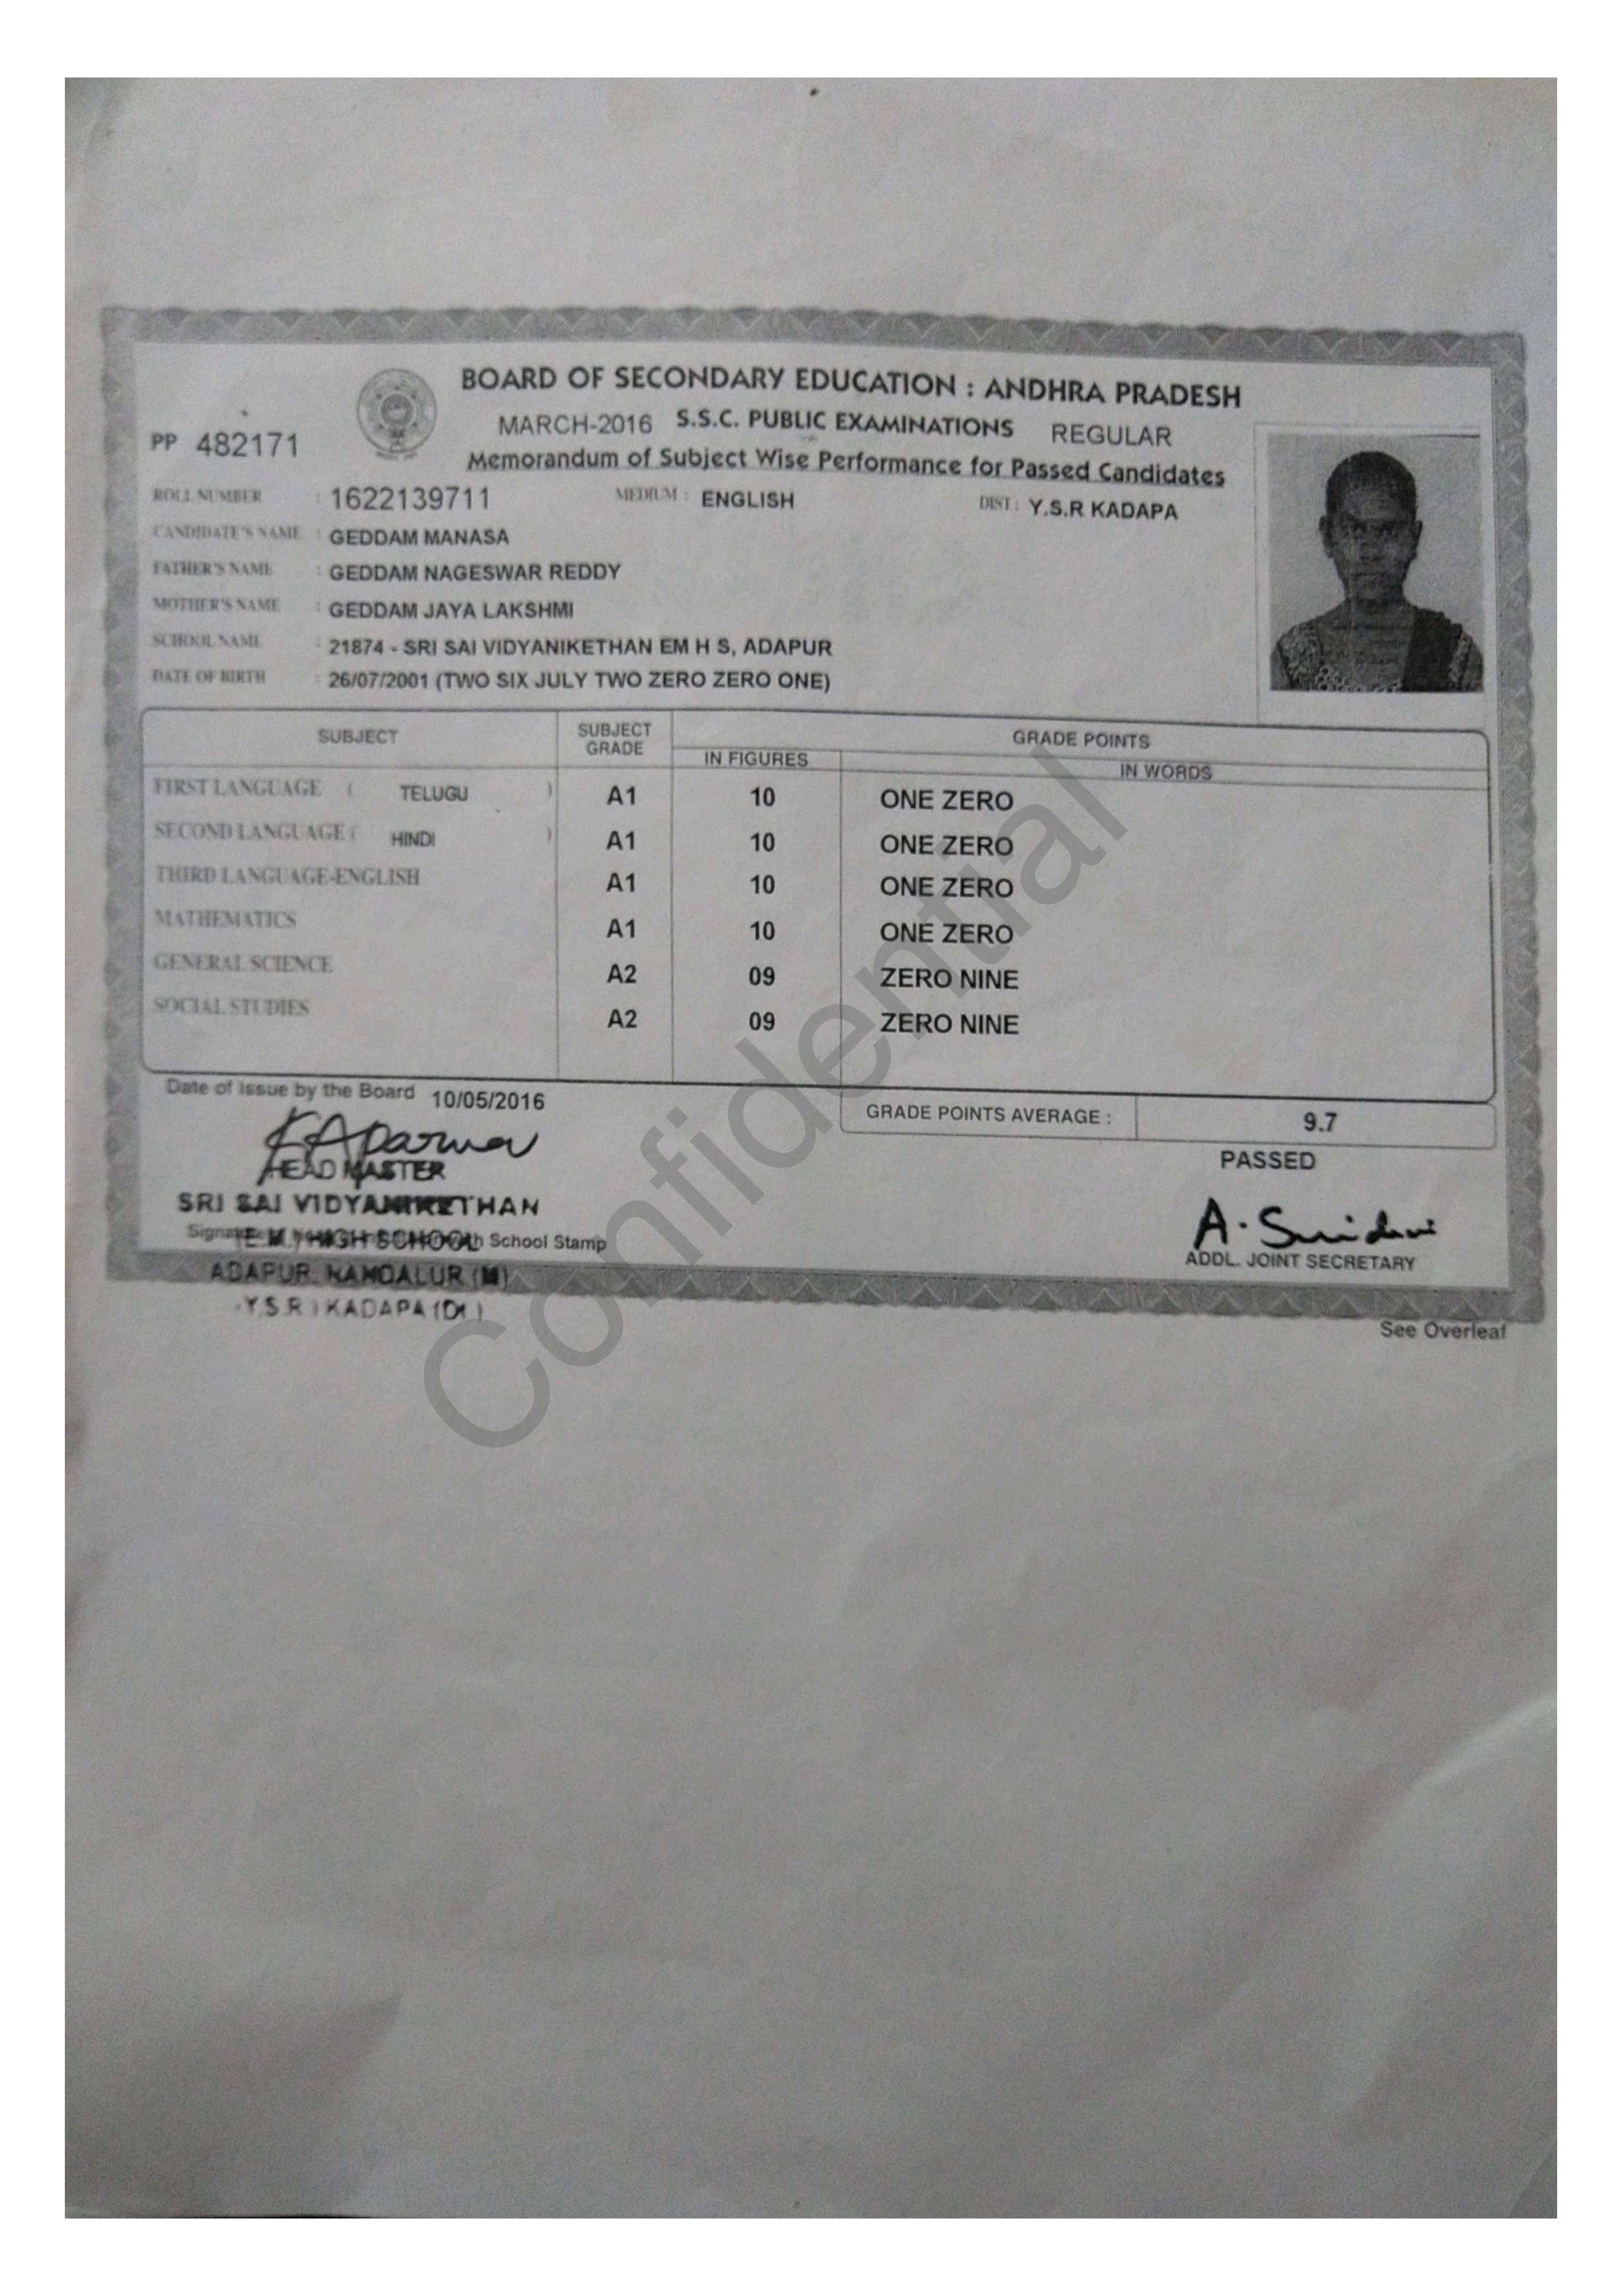 BOARD OF SECONDARY EDUCATION : ANDHRA PRADESH
MARCH-2016 S.S.C. PUBLIC EXAMINATIONS REGULAR
PP 482171
Memorandum of Subject Wise Performance for Passed Candidates
ROLL NUMBER : 1622139711 MEDIUM : ENGLISH DIST : Y.S.R KADAPA
CANDIDATE'S NAME : GEDDAM MANASA
FATHER'S NAME : GEDDAM NAGESWAR REDDY
MOTHER'S NAME : GEDDAM JAYA LAKSHMI
SCHOOL NAME : 21874 - SRI SAI VIDYANIKETHAN EM H S, ADAPUR
DATE OF BIRTH : 26/07/2001 (TWO SIX JULY TWO ZERO ZERO ONE)
SUBJECT SUBJECT GRADE GRADE POINTS
IN FIGURES IN WORDS
FIRST LANGUAGE ( TELUGU ) A1 10 ONE ZERO
SECOND LANGUAGE ( HINDI ) A1 10 ONE ZERO
THIRD LANGUAGE-ENGLISH A1 10 ONE ZERO
MATHEMATICS A1 10 ONE ZERO
GENERAL SCIENCE A2 09 ZERO NINE
SOCIAL STUDIES A2 09 ZERO NINE
Date of Issue by the Board 10/05/2016
GRADE POINTS AVERAGE : 9.7
PASSED
HEAD MASTER
SRI SAI VIDYANIKETHAN
(E.M.) HIGH SCHOOL
School Stamp
ADAPUR, NANDALUR (M)
Y.S.R.) KADAPA (Dt.)
ADDL. JOINT SECRETARY
See Overleaf
Confidential